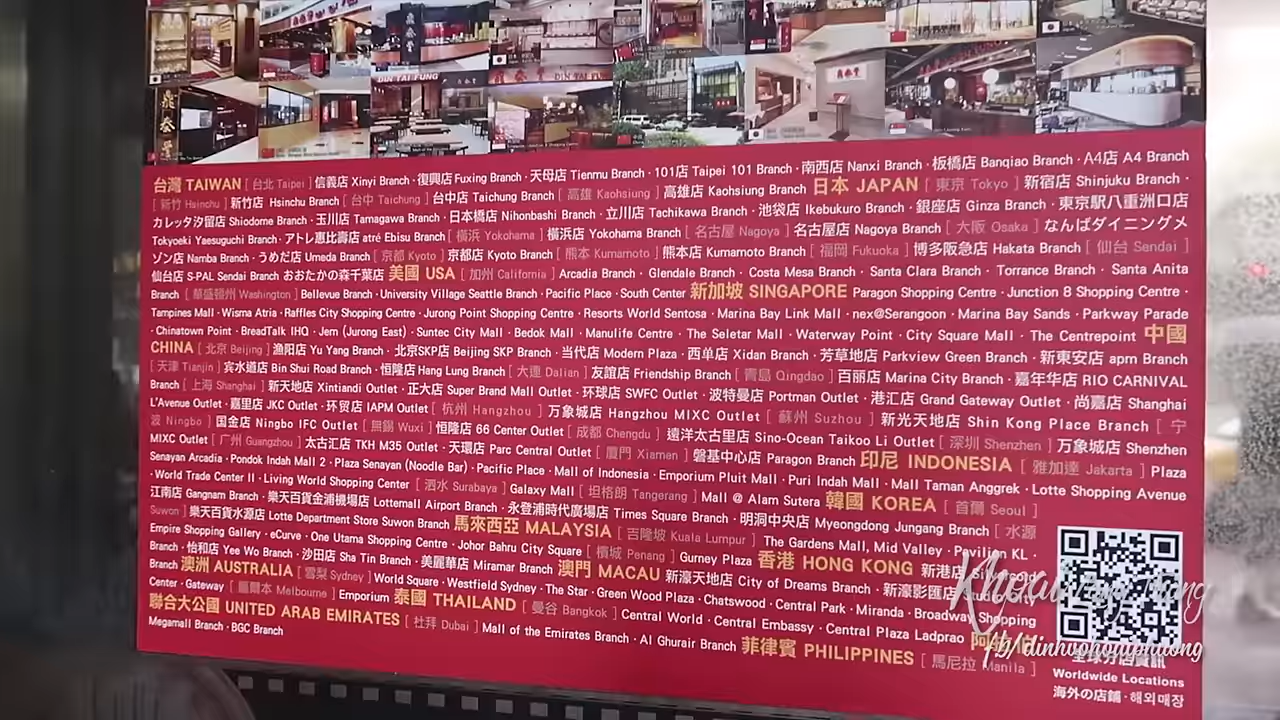 鼎泰豐
DIN TAI FUNG
DIN TAI FUNG
台灣 TAIWAN [ 台北 Taipei ] 信義店 Xinyi Branch · 復興店 Fuxing Branch · 天母店 Tienmu Branch · 101店 Taipei 101 Branch · 南西店 Nanxi Branch · 板橋店 Banqiao Branch · A4店 A4 Branch
[ 新竹 Hsinchu ] 新竹店 Hsinchu Branch [ 台中 Taichung ] 台中店 Taichung Branch [ 高雄 Kaohsiung ] 高雄店 Kaohsiung Branch 日本 JAPAN [ 東京 Tokyo ] 新宿店 Shinjuku Branch ·
カレッタ汐留店 Shiodome Branch · 玉川店 Tamagawa Branch · 日本橋店 Nihonbashi Branch · 立川店 Tachikawa Branch · 池袋店 Ikebukuro Branch · 銀座店 Ginza Branch · 東京駅八重洲口店
Tokyoeki Yaesuguchi Branch · アトレ恵比壽店 atré Ebisu Branch [ 橫浜 Yokohama ] 橫浜店 Yokohama Branch [ 名古屋 Nagoya ] 名古屋店 Nagoya Branch [ 大阪 Osaka ] なんばダイニングメ
ゾン店 Namba Branch · うめだ店 Umeda Branch [ 京都 Kyoto ] 京都店 Kyoto Branch [ 熊本 Kumamoto ] 熊本店 Kumamoto Branch [ 福岡 Fukuoka ] 博多阪急店 Hakata Branch [ 仙台 Sendai ]
仙台店 S-PAL Sendai Branch おおたかの森千葉店 美國 USA [ 加州 California ] Arcadia Branch · Glendale Branch · Costa Mesa Branch · Santa Clara Branch · Torrance Branch · Santa Anita
Branch [ 華盛頓州 Washington ] Bellevue Branch · University Village Seattle Branch · Pacific Place · South Center 新加坡 SINGAPORE Paragon Shopping Centre · Junction 8 Shopping Centre ·
Tampines Mall · Wisma Atria · Raffles City Shopping Centre · Jurong Point Shopping Centre · Resorts World Sentosa · Marina Bay Link Mall · nex@Serangoon · Marina Bay Sands · Parkway Parade
· Chinatown Point · BreadTalk IHQ · Jem (Jurong East) · Suntec City Mall · Bedok Mall · Manulife Centre · The Seletar Mall · Waterway Point · City Square Mall · The Centrepoint 中國
CHINA [ 北京 Beijing ] 渔阳店 Yu Yang Branch · 北京SKP店 Beijing SKP Branch · 当代店 Modern Plaza · 西单店 Xidan Branch · 芳草地店 Parkview Green Branch · 新東安店 apm Branch
[ 天津 Tianjin ] 宾水道店 Bin Shui Road Branch · 恒隆店 Hang Lung Branch [ 大連 Dalian ] 友誼店 Friendship Branch [ 青島 Qingdao ] 百丽店 Marina City Branch · 嘉年华店 RIO CARNIVAL
Branch [ 上海 Shanghai ] 新天地店 Xintiandi Outlet · 正大店 Super Brand Mall Outlet · 环球店 SWFC Outlet · 波特曼店 Portman Outlet · 港汇店 Grand Gateway Outlet · 尚嘉店 Shanghai
L'Avenue Outlet · 嘉里店 JKC Outlet · 环贸店 IAPM Outlet [ 杭州 Hangzhou ] 万象城店 Hangzhou MIXC Outlet [ 蘇州 Suzhou ] 新光天地店 Shin Kong Place Branch [ 宁
波 Ningbo ] 国金店 Ningbo IFC Outlet [ 無錫 Wuxi ] 恒隆店 66 Center Outlet [ 成都 Chengdu ] 遠洋太古里店 Sino-Ocean Taikoo Li Outlet [ 深圳 Shenzhen ] 万象城店 Shenzhen
MIXC Outlet [ 广州 Guangzhou ] 太古汇店 TKH M35 Outlet · 天環店 Parc Central Outlet [ 廈門 Xiamen ] 磐基中心店 Paragon Branch 印尼 INDONESIA [ 雅加達 Jakarta ] Plaza
Senayan Arcadia · Pondok Indah Mall 2 · Plaza Senayan (Noodle Bar) · Pacific Place · Mall of Indonesia · Emporium Pluit Mall · Puri Indah Mall · Mall Taman Anggrek · Lotte Shopping Avenue
· World Trade Center II · Living World Shopping Center [ 泗水 Surabaya ] Galaxy Mall [ 坦格朗 Tangerang ] Mall @ Alam Sutera 韓國 KOREA [ 首爾 Seoul ]
江南店 Gangnam Branch · 樂天百貨金浦機場店 Lottemall Airport Branch · 永登浦時代廣場店 Times Square Branch · 明洞中央店 Myeongdong Jungang Branch [ 水源
Suwon ] 樂天百貨水源店 Lotte Department Store Suwon Branch 馬來西亞 MALAYSIA [ 吉隆坡 Kuala Lumpur ] The Gardens Mall, Mid Valley · Pavilion KL ·
Empire Shopping Gallery · eCurve · One Utama Shopping Centre · Johor Bahru City Square [ 檳城 Penang ] Gurney Plaza 香港 HONG KONG 新港店
Branch · 怡和店 Yee Wo Branch · 沙田店 Sha Tin Branch · 美麗華店 Miramar Branch 澳門 MACAU 新濠天地店 City of Dreams Branch · 新濠影匯店
Branch 澳洲 AUSTRALIA [ 雪梨 Sydney ] World Square · Westfield Sydney · The Star · Green Wood Plaza · Chatswood · Central Park · Miranda · Broadway Shopping
Center · Gateway [ 墨爾本 Melbourne ] Emporium 泰國 THAILAND [ 曼谷 Bangkok ] Central World · Central Embassy · Central Plaza Ladprao
聯合大公國 UNITED ARAB EMIRATES [ 杜拜 Dubai ] Mall of the Emirates Branch · Al Ghurair Branch 菲律賓 PHILIPPINES [ 馬尼拉 Manila ]
Megamall Branch · BGC Branch
全球分店資訊
Worldwide Locations
海外の店鋪 · 해외매장
fb/dinhvokhoaiphuong